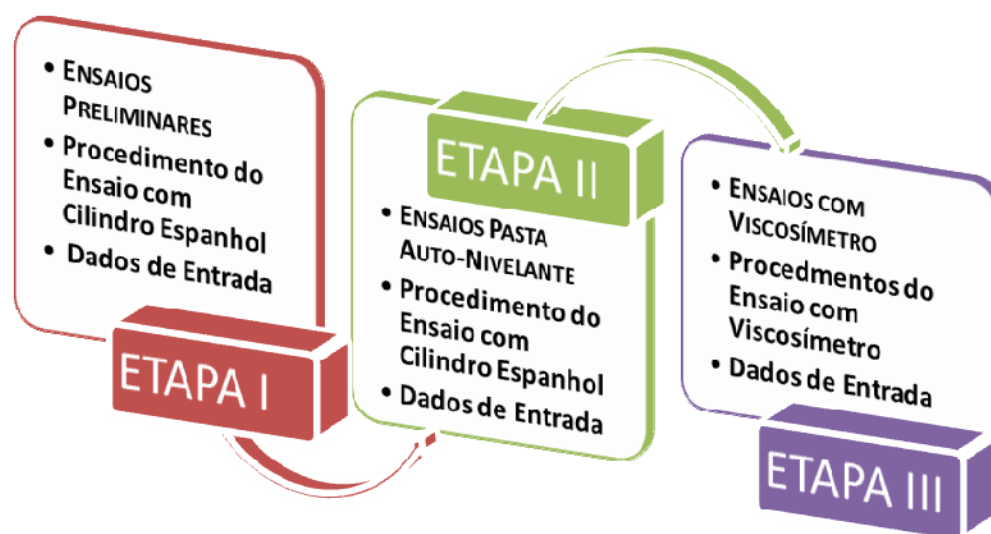 • ENSAIOS
PRELIMINARES
• Procedimento do
Ensaio com
Cilindro Espanhol
• Dados de Entrada
ETAPA I
ETAPA II
• ENSAIOS PASTA
AUTO-NIVELANTE
• Procedimento do
Ensaio com
Cilindro Espanhol
• Dados de Entrada
• ENSAIOS COM
VISCOSÍMETRO
• Procedmentos do
Ensaio com
Viscosímetro
• Dados de Entrada
ETAPA III